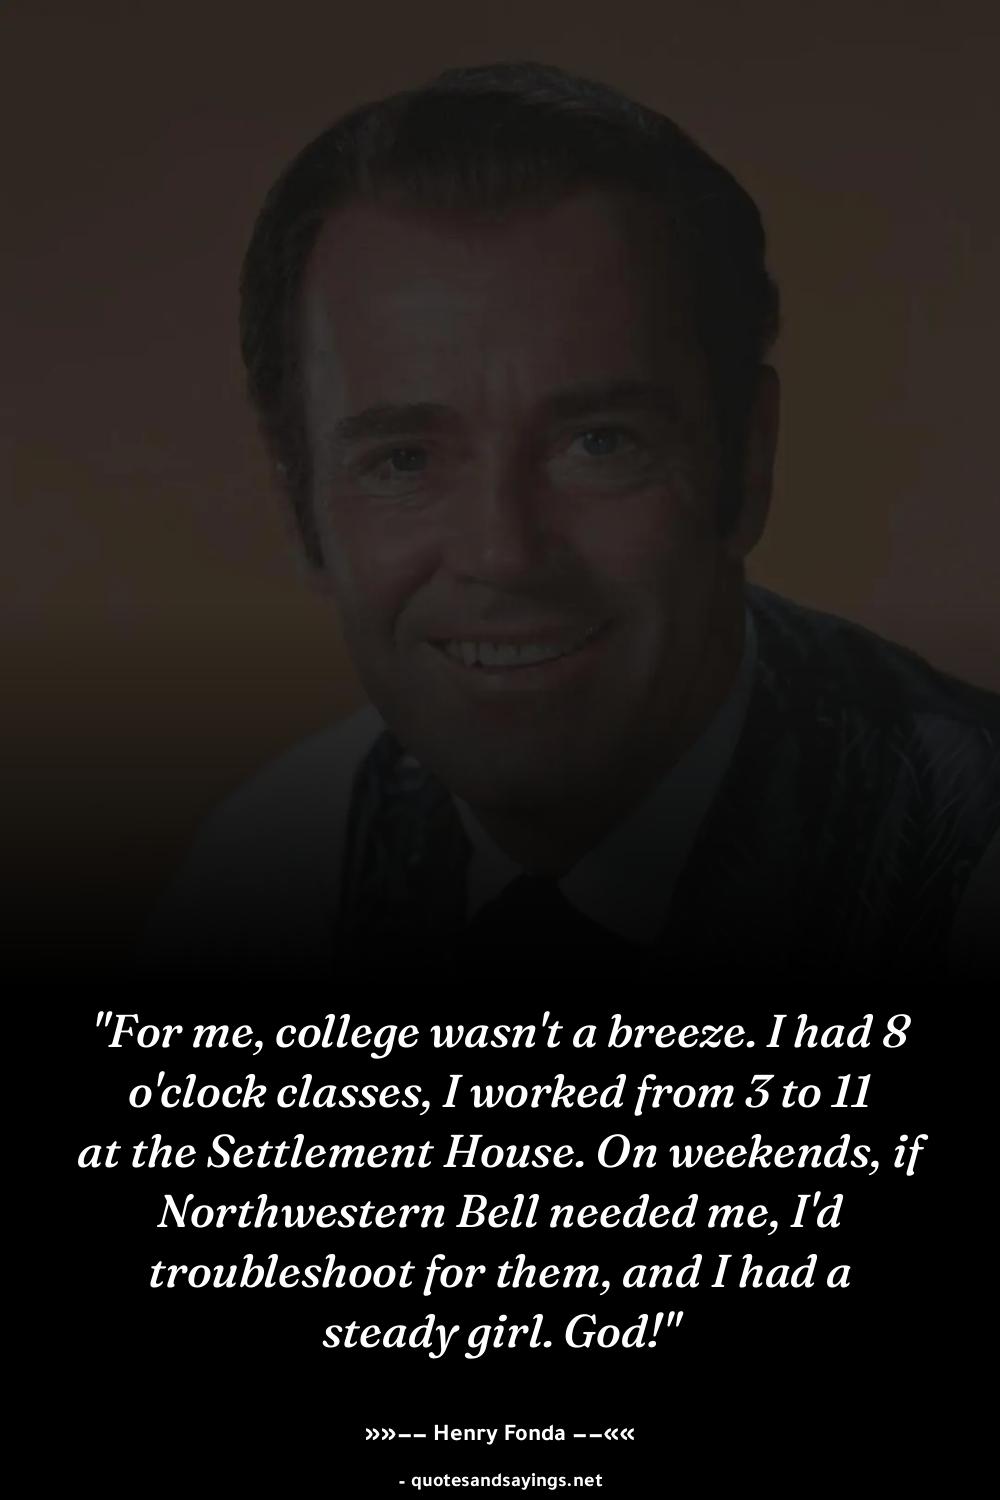 "For me, college wasn't a breeze. I had 8
o'clock classes, I worked from 3 to 11
at the Settlement House. On weekends, if
Northwestern Bell needed me, I'd
troubleshoot for them, and I had a
steady girl. God!"
»»–– Henry Fonda ––««
- quotesandsayings.net